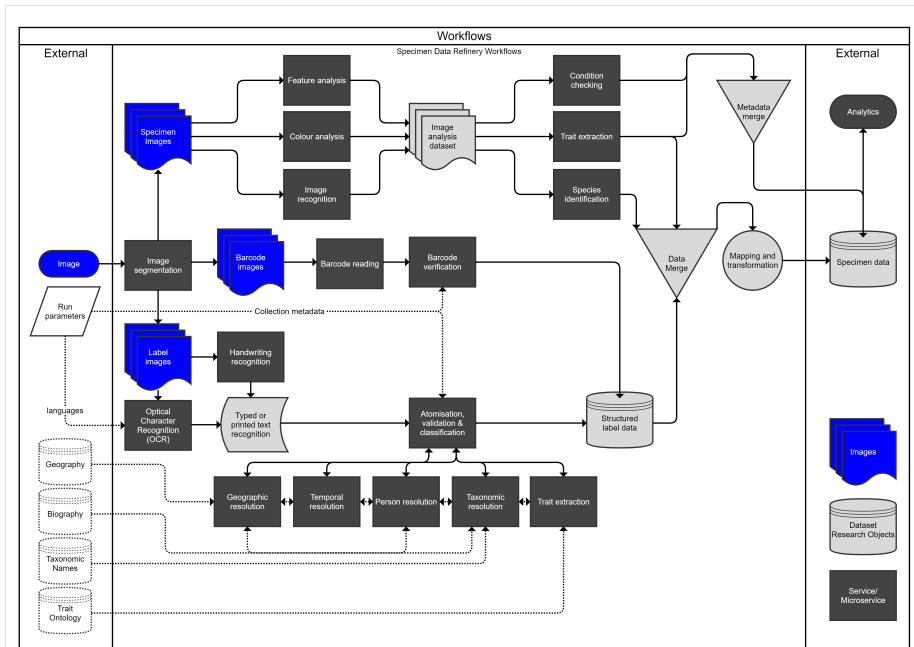 Workflows
External
Specimen Data Refinery Workflows
External
Feature analysis
Condition
checking
Metadata
merge
Analytics
Specimen
Images
Colour analysis
Image
analysis
dataset
Trait extraction
Image
recognition
Species
identification
Image
Image
segmentation
Barcode
images
Barcode reading
Barcode
verification
Data
Merge
Mapping and
transformation
Specimen data
Run
parameters
Collection metadata
Label
images
Handwriting
recognition
languages
Optical
Character
Recognition
(OCR)
Typed or
printed text
recognition
Atomisation,
validation &
classification
Structured
label data
Images
Geography
Geographic
resolution
Temporal
resolution
Person resolution
Taxonomic
resolution
Trait extraction
Biography
Dataset
Research Objects
Taxonomic
Names
Trait
Ontology
Service/
Microservice